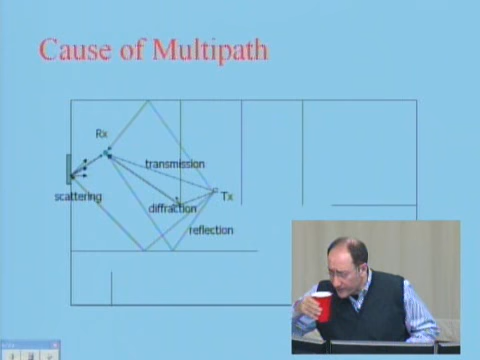 Cause of Multipath
Rx
transmission
scattering
Tx
diffraction
reflection